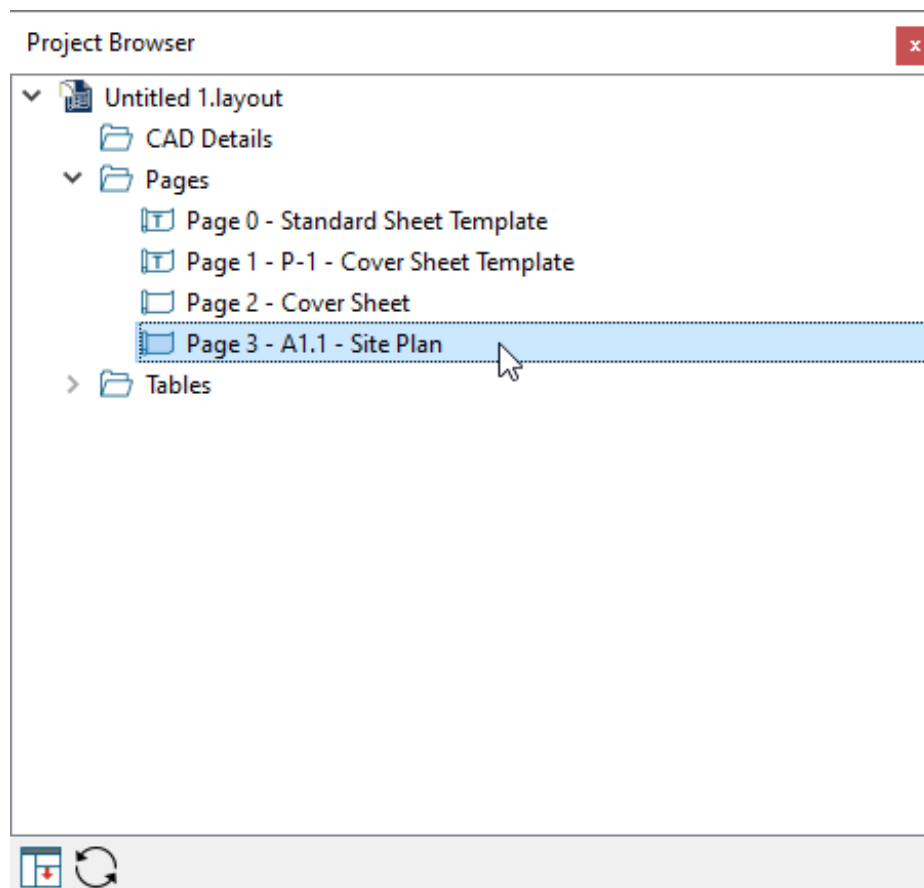 Project Browser
x
Untitled 1.layout
CAD Details
Pages
T Page 0 - Standard Sheet Template
T Page 1 - P-1 - Cover Sheet Template
Page 2 - Cover Sheet
Page 3 - A1.1 - Site Plan
Tables